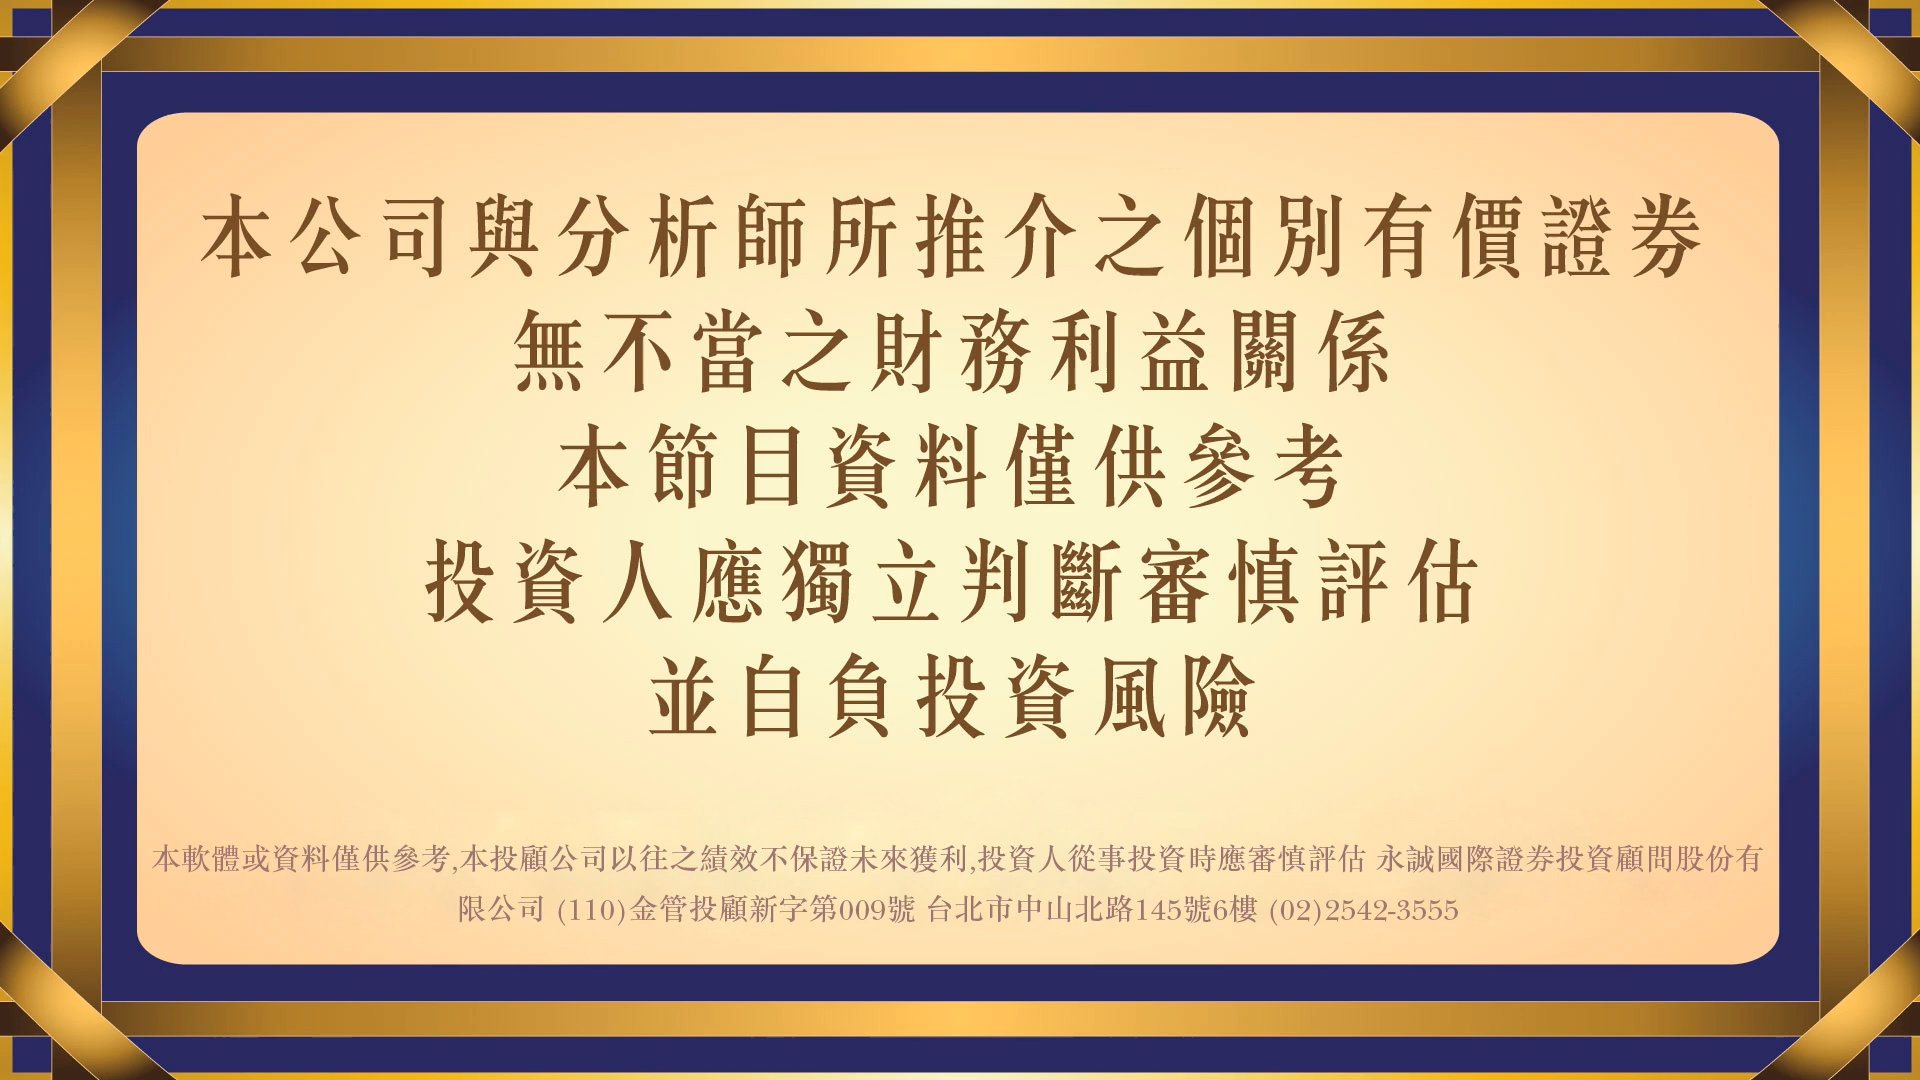 本公司與分析師所推介之個別有價證券
無不當之財務利益關係
本節目資料僅供參考
投資人應獨立判斷審慎評估
並自負投資風險
本軟體或資料僅供參考,本投顧公司以往之績效不保證未來獲利,投資人從事投資時應審慎評估 永誠國際證券投資顧問股份有
限公司 (110)金管投顧新字第009號 台北市中山北路145號6樓 (02)2542-3555